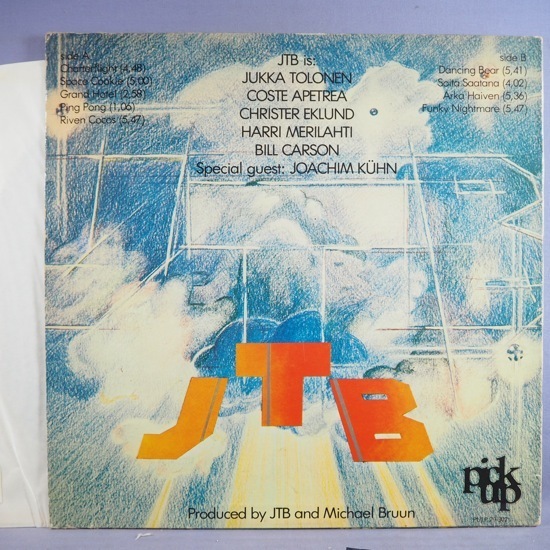 side A
Charterflight (4,48)
Space Cookie (5,00)
Grand Hotel (2,58)
Ping Pong (1,06)
Riven Cocos (5,47)
JTB is:
JUKKA TOLONEN
COSTE APETREA
CHRISTER EKLUND
HARRI MERILAHTI
BILL CARSON
Special guest: JOACHIM KÜHN
side B
Dancing Bear (5,41)
Soita Saatana (4,02)
Arka Haiven (5,36)
Funky Nightmare (5,47)
JTB
pick
up
Produced by JTB and Michael Bruun